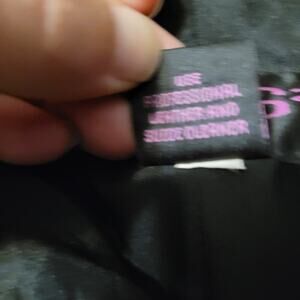 USE
PROFESSIONAL
LEATHER AND
SUEDE CLEANER